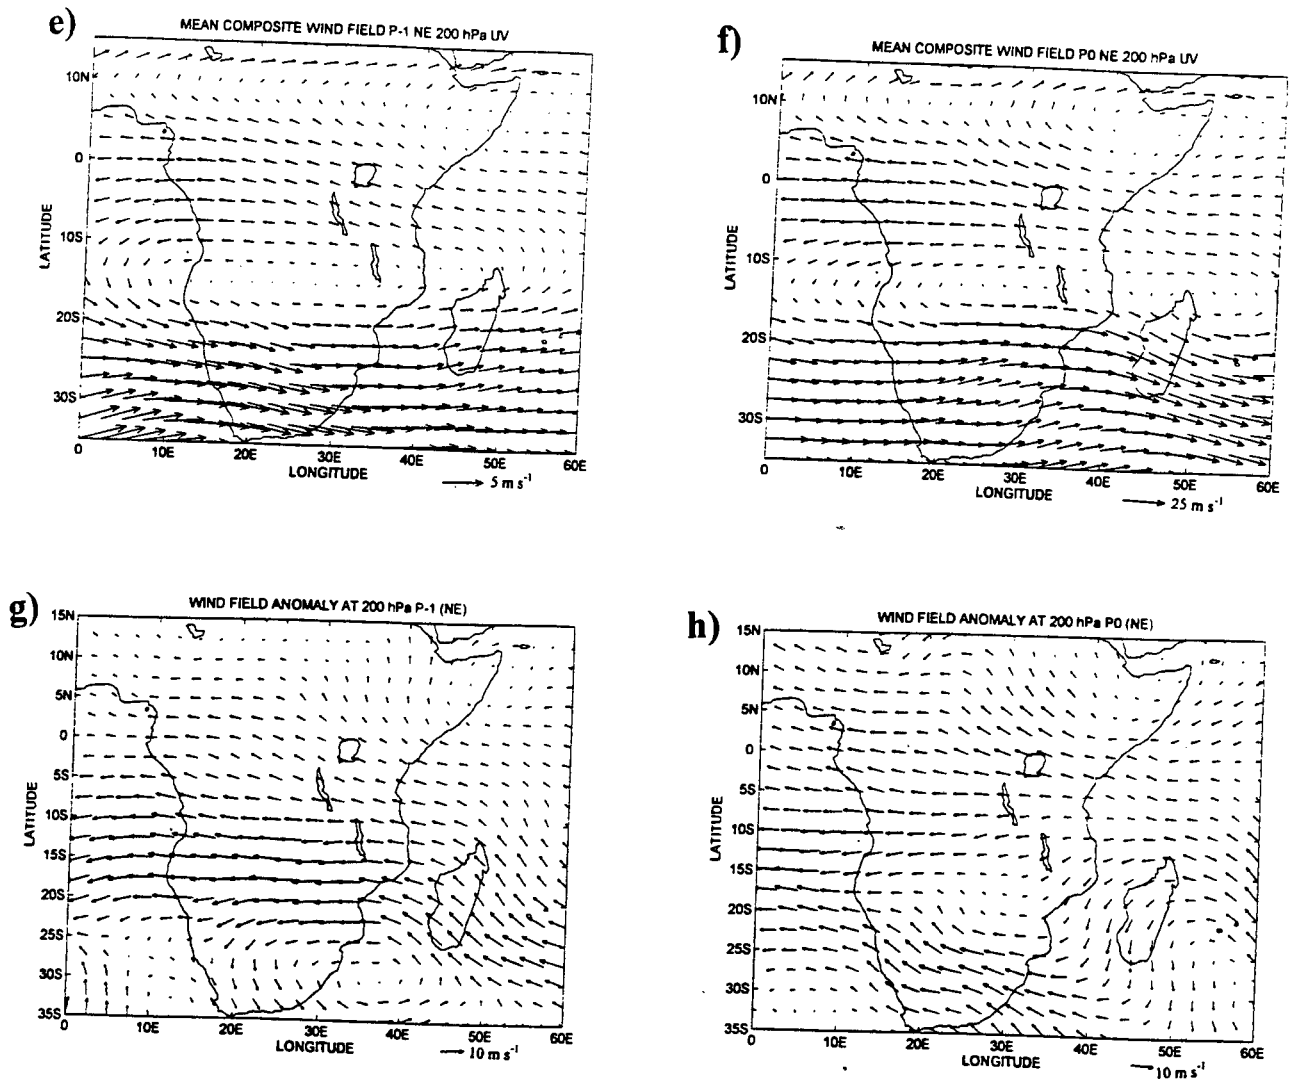 e)
MEAN COMPOSITE WIND FIELD P-1 NE 200 hPa UV
10N
0
10S
20S
30S
LATITUDE
0
10E
20E
30E
40E
50E
60E
LONGITUDE
5 m s⁻¹
f)
MEAN COMPOSITE WIND FIELD P0 NE 200 hPa UV
10N
0
10S
20S
30S
LATITUDE
0
10E
20E
30E
40E
50E
60E
LONGITUDE
25 m s⁻¹
g)
WIND FIELD ANOMALY AT 200 hPa P-1 (NE)
15N
10N
5N
0
5S
10S
15S
20S
25S
30S
35S
LATITUDE
0
10E
20E
30E
40E
50E
60E
LONGITUDE
10 m s⁻¹
h)
WIND FIELD ANOMALY AT 200 hPa P0 (NE)
15N
10N
5N
0
5S
10S
15S
20S
25S
30S
35S
LATITUDE
0
10E
20E
30E
40E
50E
60E
LONGITUDE
10 m s⁻¹